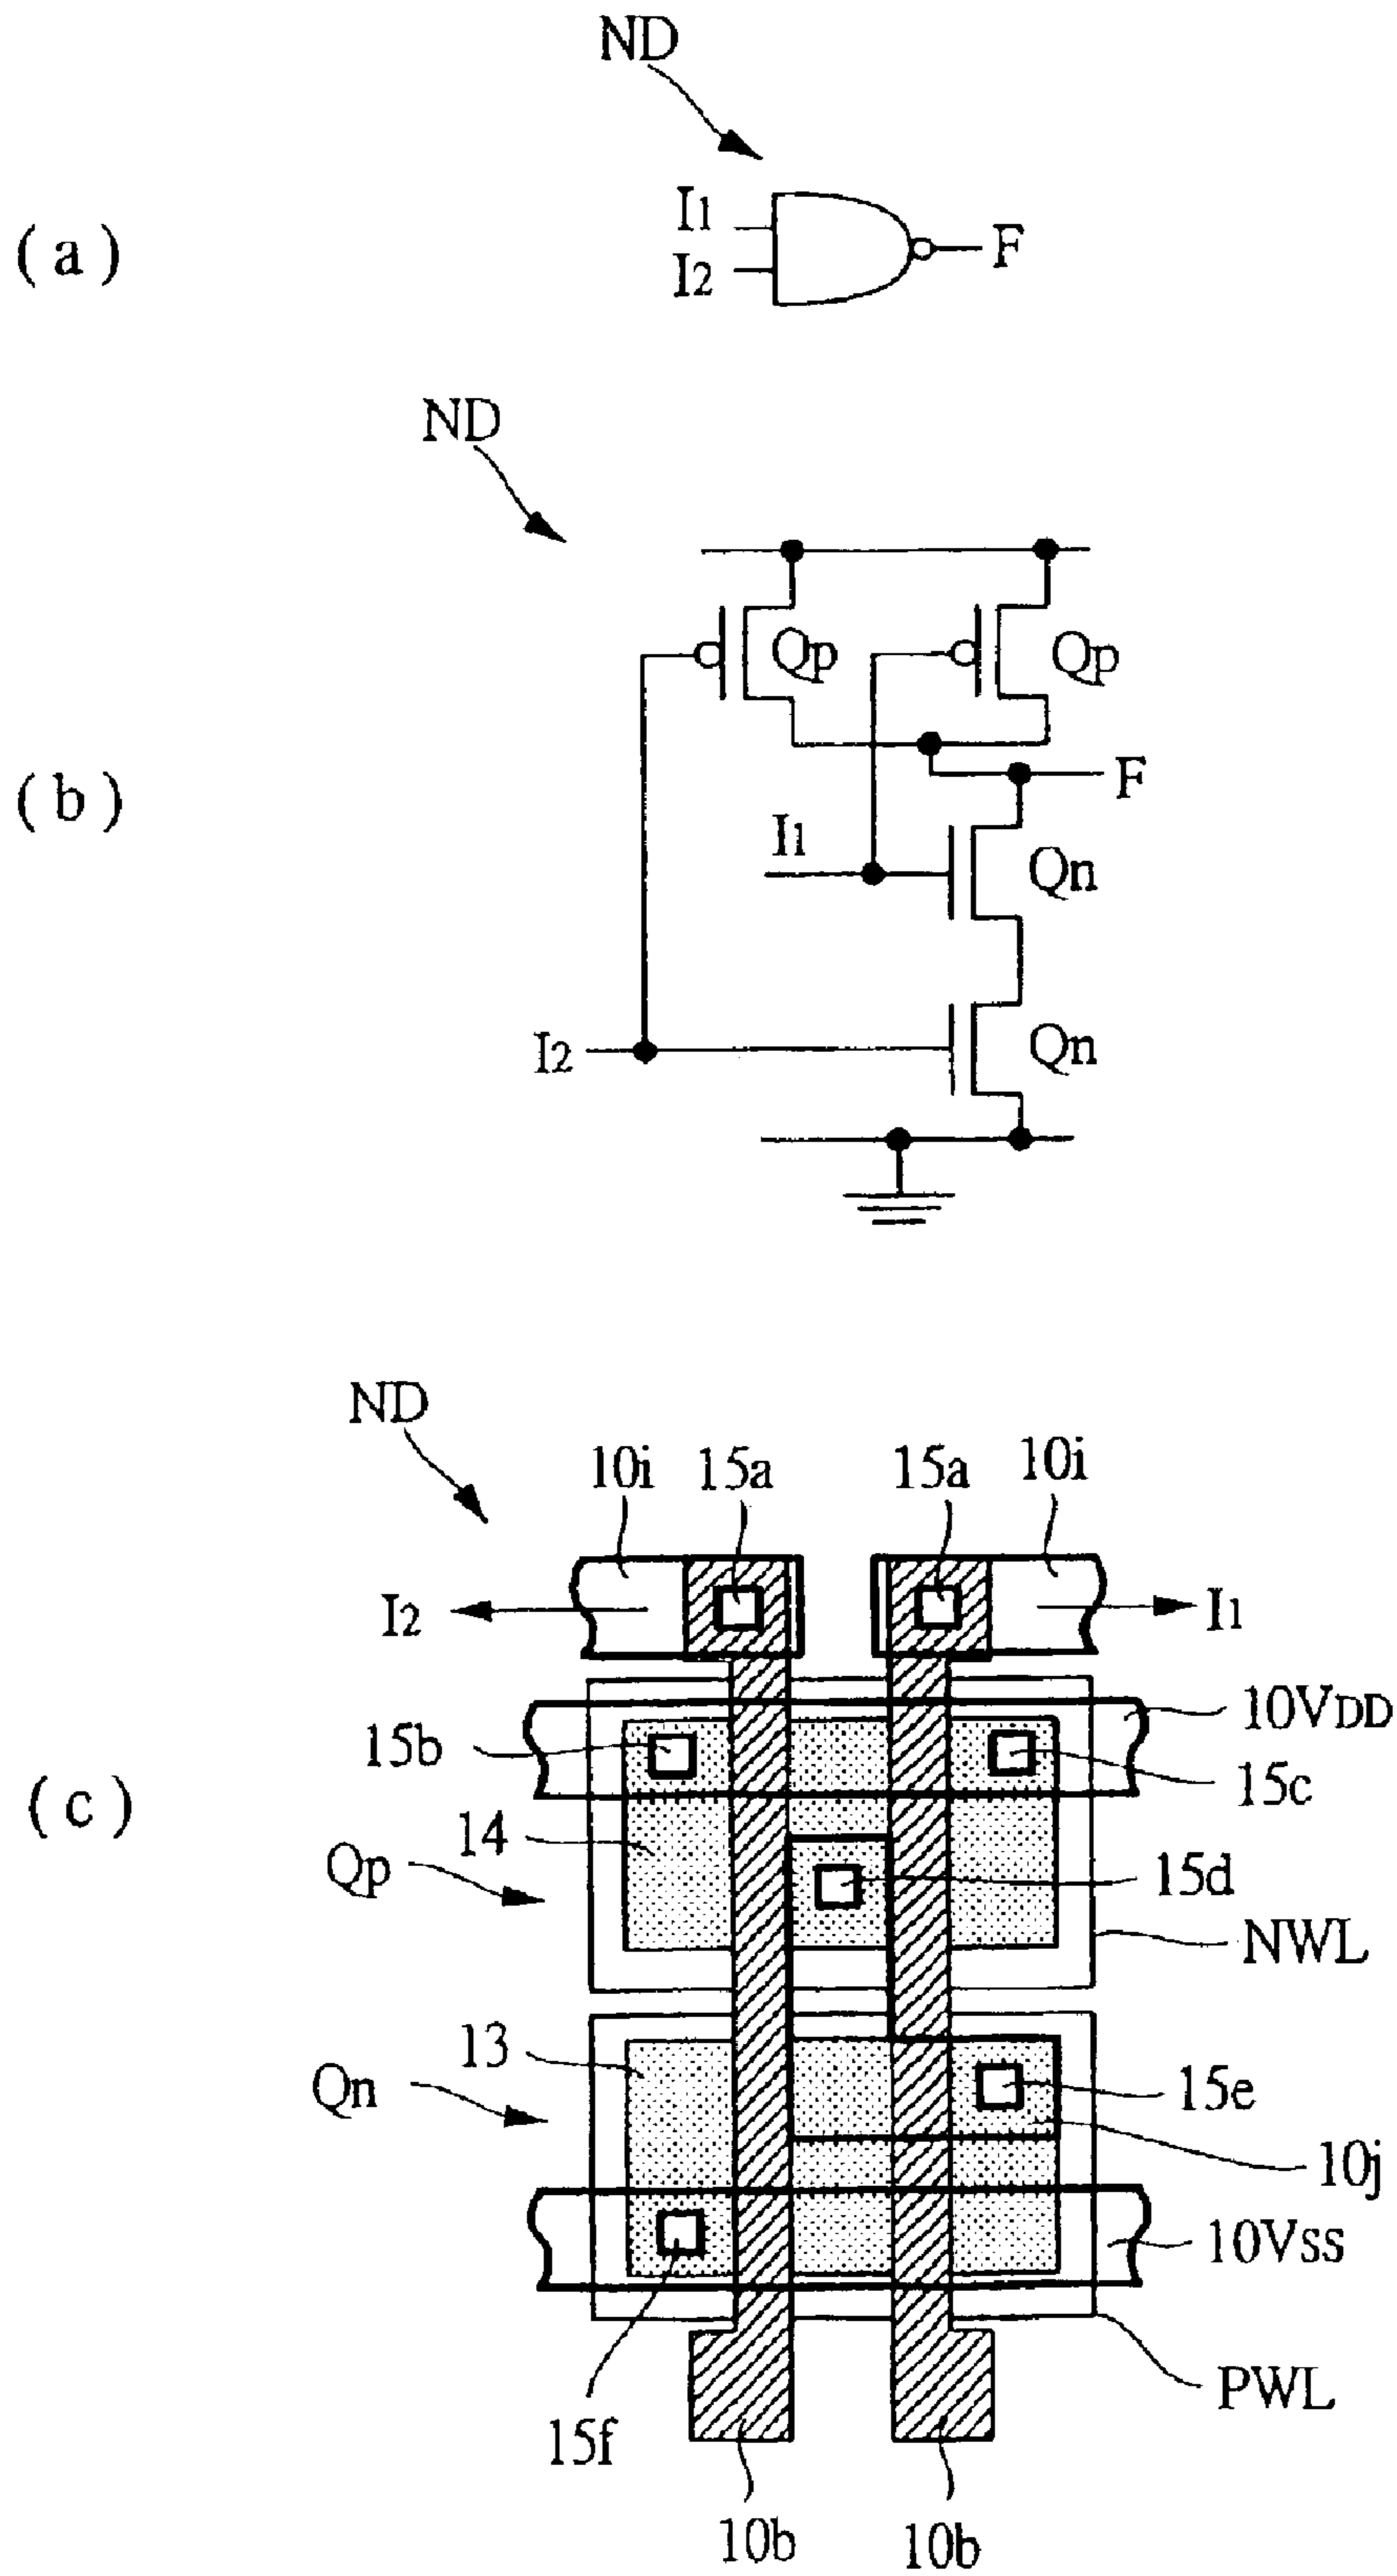 ND
(a)
I1
I2
F
ND
(b)
Qp
Qp
F
I1
Qn
I2
Qn
ND
(c)
10i
15a
15a
10i
I2
I1
10VDD
15b
15c
14
Qp
15d
NWL
13
Qn
15e
10j
10VSS
PWL
15f
10b
10b